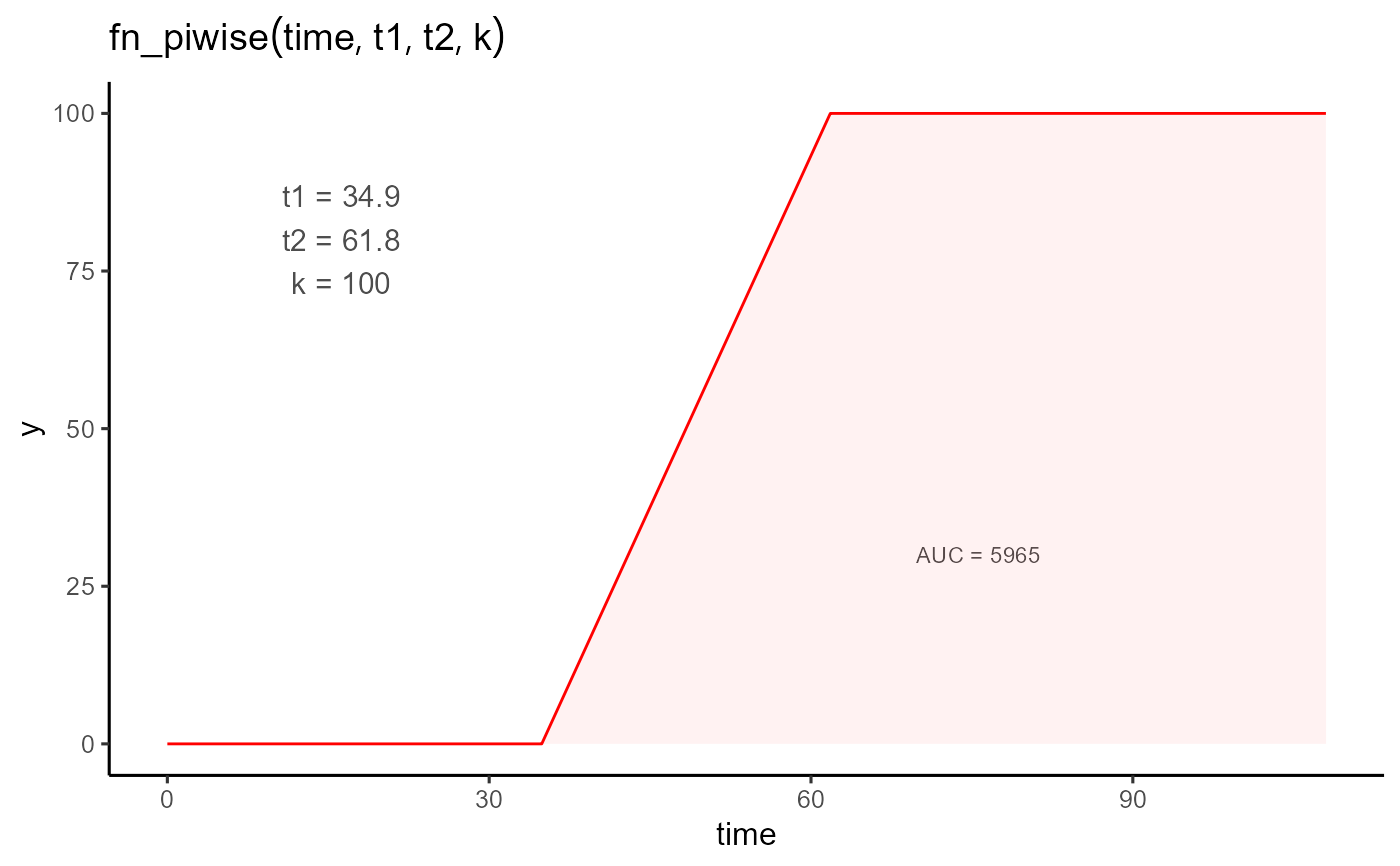 fn_piwise(time, t1, t2, k)
100
t1 = 34.9
t2 = 61.8
75
k = 100
y
50
AUC = 5965
25
0
0 30 60 90
time